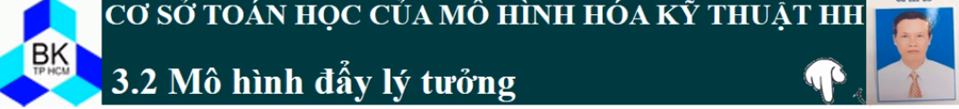 CƠ SỞ TOÁN HỌC CỦA MÔ HÌNH HÓA KỸ THUẬT HH
BK
TP HCM
3.2 Mô hình đẩy lý tưởng